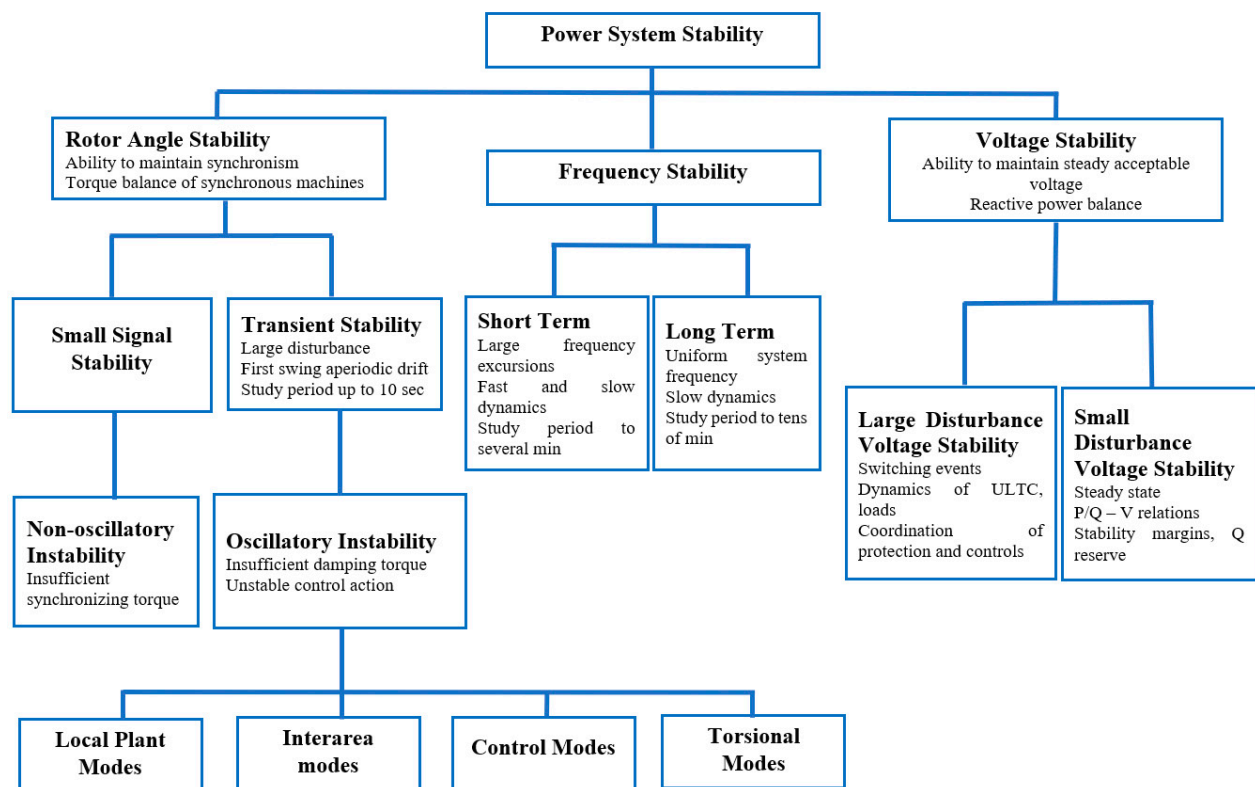 Power System Stability
Rotor Angle Stability
Ability to maintain synchronism
Torque balance of synchronous machines
Frequency Stability
Voltage Stability
Ability to maintain steady acceptable
voltage
Reactive power balance
Small Signal
Stability
Transient Stability
Large disturbance
First swing aperiodic drift
Study period up to 10 sec
Short Term
Large frequency
excursions
Fast and slow
dynamics
Study period to
several min
Long Term
Uniform system
frequency
Slow dynamics
Study period to tens
of min
Large Disturbance
Voltage Stability
Switching events
Dynamics of ULTC,
loads
Coordination of
protection and controls
Small
Disturbance
Voltage Stability
Steady state
P/Q – V relations
Stability margins, Q
reserve
Non-oscillatory
Instability
Insufficient
synchronizing torque
Oscillatory Instability
Insufficient damping torque
Unstable control action
Local Plant
Modes
Interarea
modes
Control Modes
Torsional
Modes